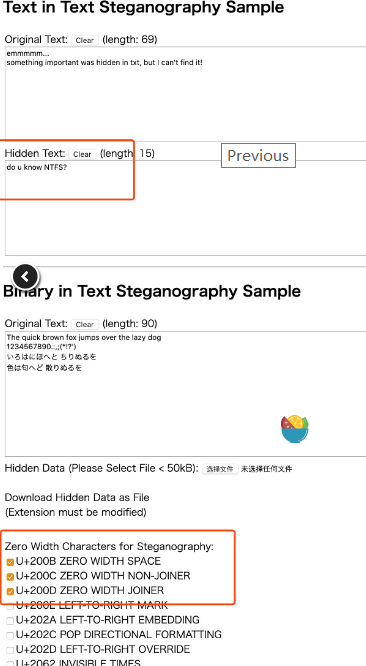 Text in Text Steganography Sample
Original Text: Clear (length: 69)
emmmmm...
something important was hidden in txt, but I can't find it!
Hidden Text: Clear (length: 15)
Previous
do u know NTFS?
Binary in Text Steganography Sample
Original Text: Clear (length: 90)
The quick brown fox jumps over the lazy dog
1234567890.:,;(*!?')
いろはにほへと ちりぬるを
色は匂へど 散りぬるを
Hidden Data (Please Select File < 50kB): 选择文件 未选择任何文件
Download Hidden Data as File
(Extension must be modified)
Zero Width Characters for Steganography:
U+200B ZERO WIDTH SPACE
U+200C ZERO WIDTH NON-JOINER
U+200D ZERO WIDTH JOINER
U+200E LEFT-TO-RIGHT MARK
U+202A LEFT-TO-RIGHT EMBEDDING
U+202C POP DIRECTIONAL FORMATTING
U+202D LEFT-TO-RIGHT OVERRIDE
U+2062 INVISIBLE TIMES